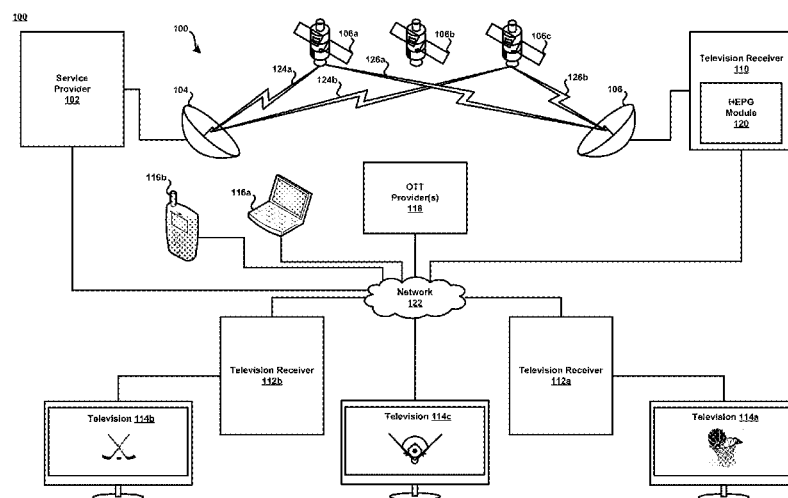 100
100
106a
106b
106c
Service
Provider
102
104
124a
124b
126a
126b
108
Television Receiver
110
HEPG
Module
120
116b
116a
OTT
Provider(s)
118
Network
122
Television Receiver
112b
Television Receiver
112a
Television 114b
Television 114c
Television 114a